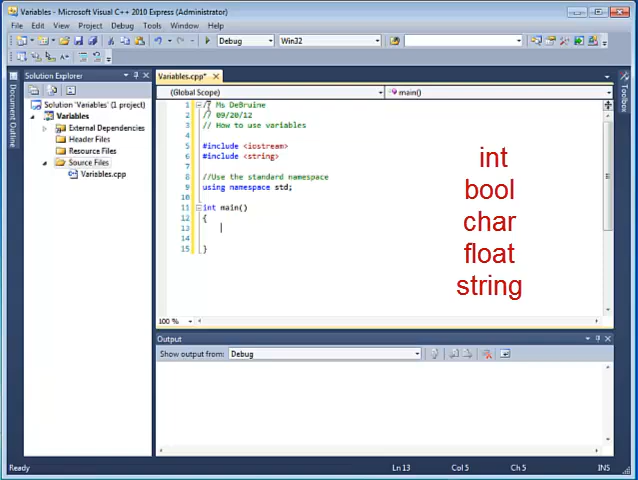 Variables - Microsoft Visual C++ 2010 Express (Administrator)
File Edit View Project Debug Tools Window Help
Debug Win32
Solution Explorer
Variables.cpp*
(Global Scope) main()
Document Outline
Toolbox
Solution 'Variables' (1 project)
Variables
External Dependencies
Header Files
Resource Files
Source Files
Variables.cpp
1 // Ms DeBruine
2 // 09/20/12
3 // How to use variables
4
5 #include <iostream>
6 #include <string>
7
8 //Use the standard namespace
9 using namespace std;
10
11 int main()
12 {
13
14
15 }
int
bool
char
float
string
100 %
Output
Show output from: Debug
Ready Ln 13 Col 5 Ch 5 INS